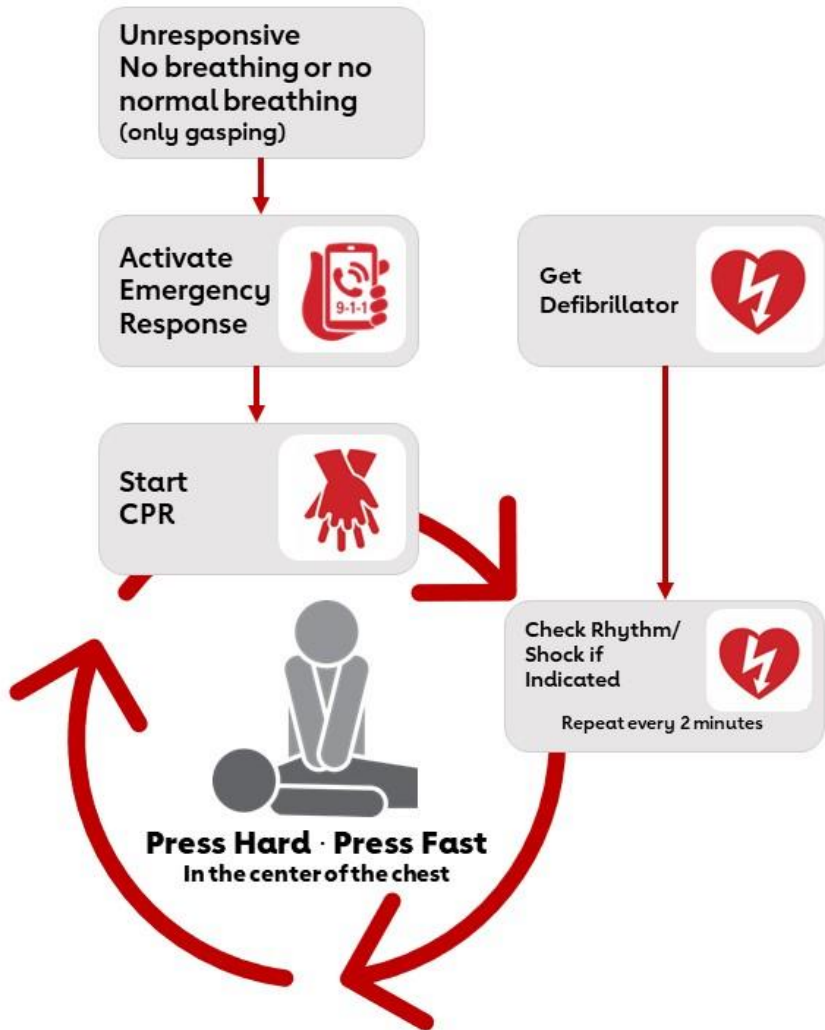 Unresponsive
No breathing or no
normal breathing
(only gasping)
Activate
Emergency
Response
9-1-1
Get
Defibrillator
Start
CPR
Check Rhythm/
Shock if
Indicated
Repeat every 2 minutes
Press Hard · Press Fast
In the center of the chest